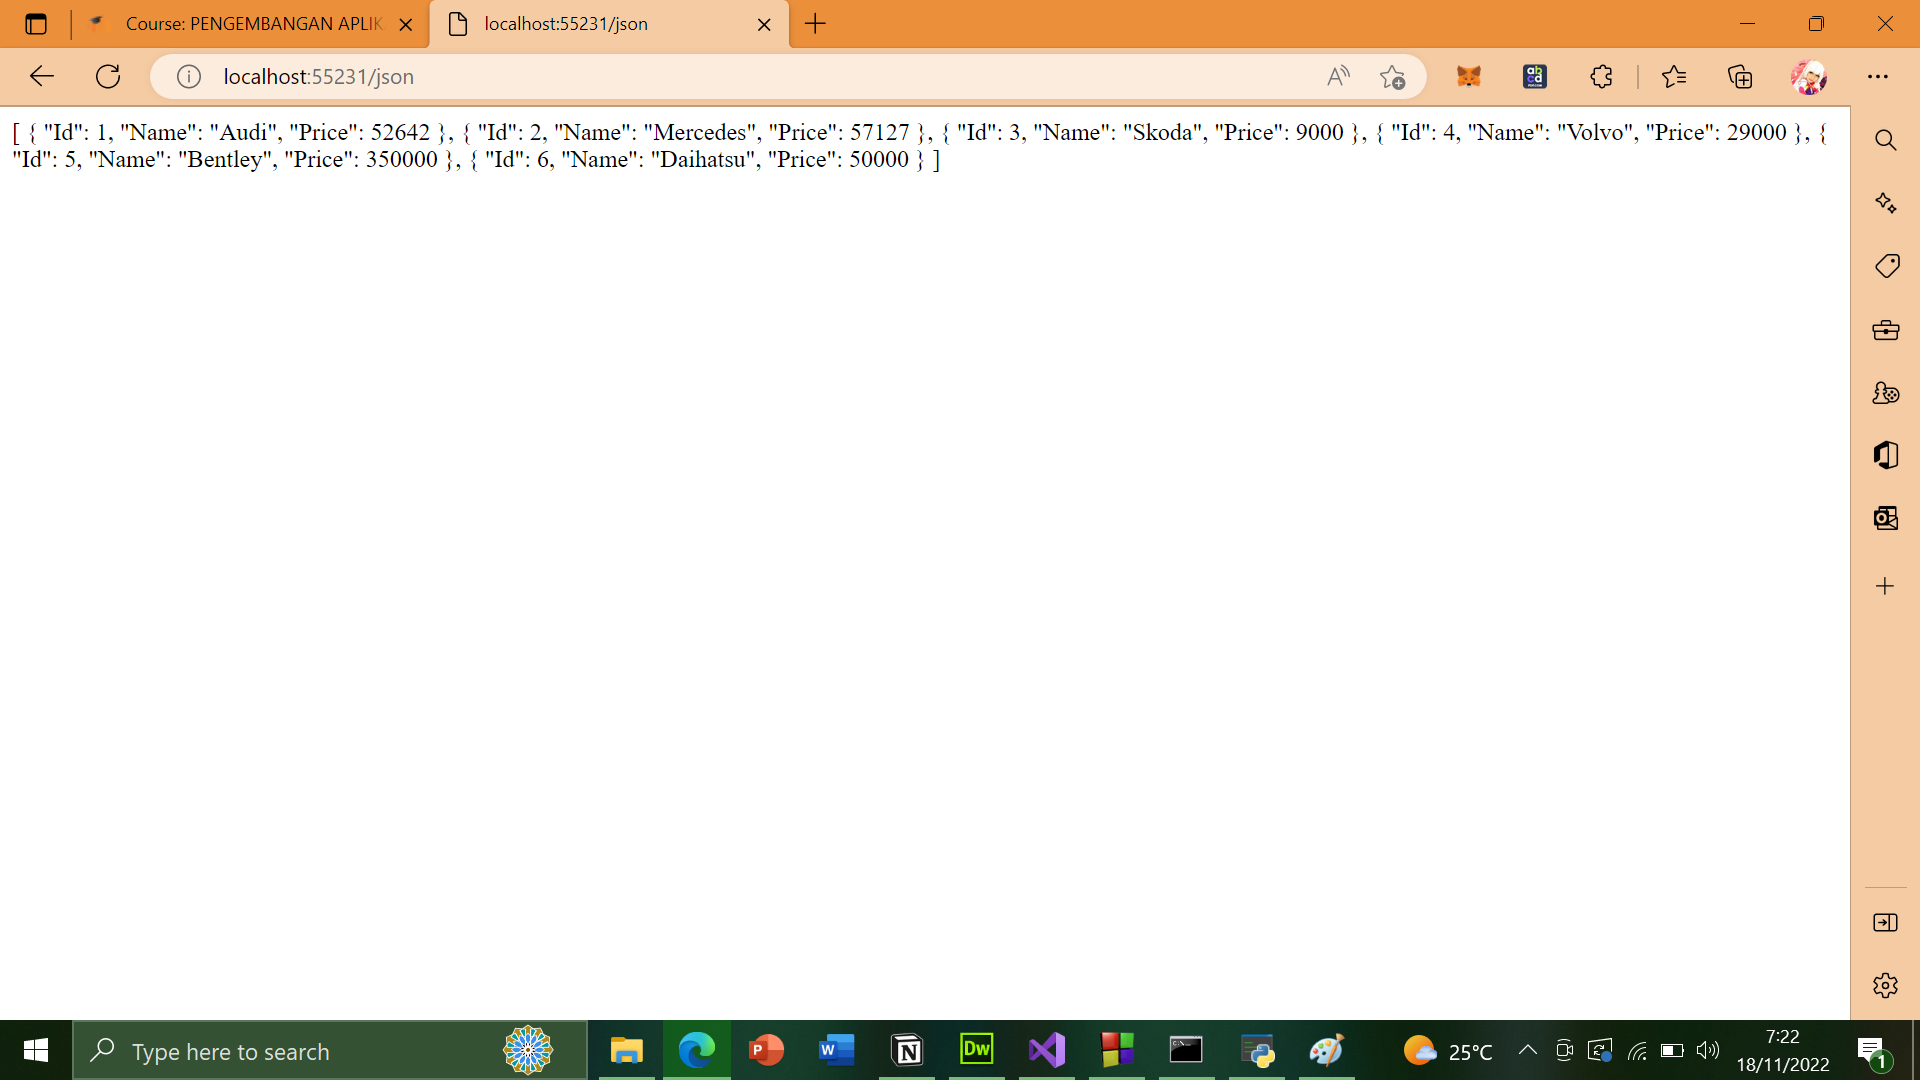 Course: PENGEMBANGAN APLIK
localhost:55231/json
localhost:55231/json
[ { "Id": 1, "Name": "Audi", "Price": 52642 }, { "Id": 2, "Name": "Mercedes", "Price": 57127 }, { "Id": 3, "Name": "Skoda", "Price": 9000 }, { "Id": 4, "Name": "Volvo", "Price": 29000 }, {
"Id": 5, "Name": "Bentley", "Price": 350000 }, { "Id": 6, "Name": "Daihatsu", "Price": 50000 } ]
Type here to search
25°C
7:22
18/11/2022
1